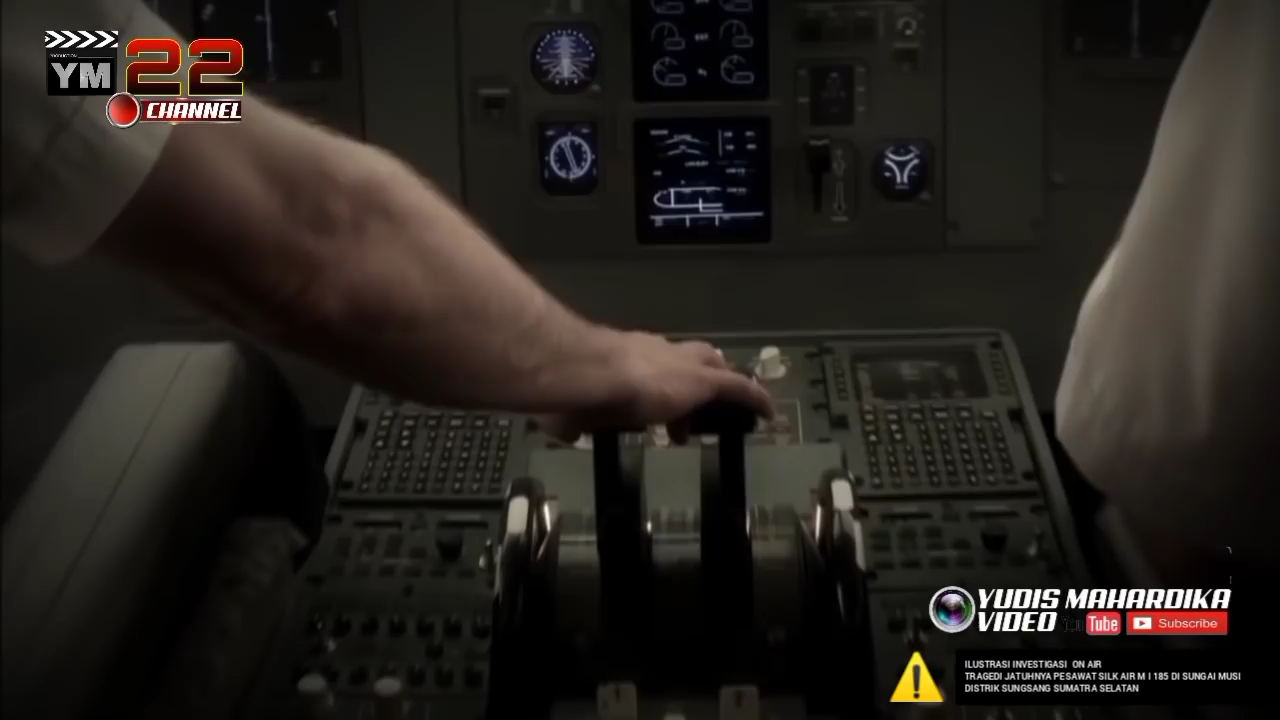 PRODUCTION
YM 22
CHANNEL
YUDIS MAHARDIKA
VIDEO
Tube
Subscribe
ILUSTRASI INVESTIGASI ON AIR
TRAGEDI JATUHNYA PESAWAT SILK AIR M I 185 DI SUNGAI MUSI
DISTRIK SUNGSANG SUMATRA SELATAN